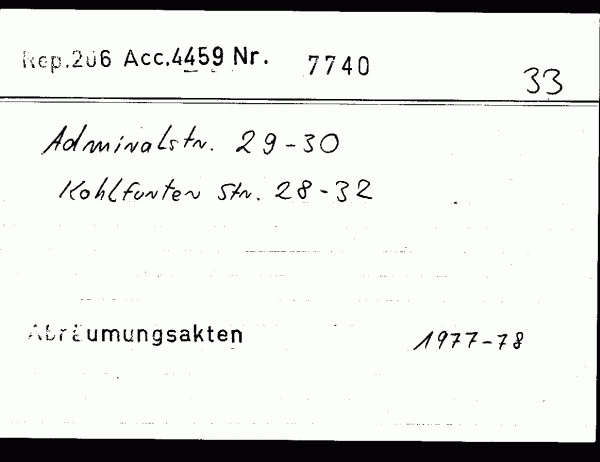 Rep.206 Acc.4459 Nr. 7740
33
Adminalstr. 29-30
Kohlfurter Str. 28-32
Abräumungsakten 1977-78